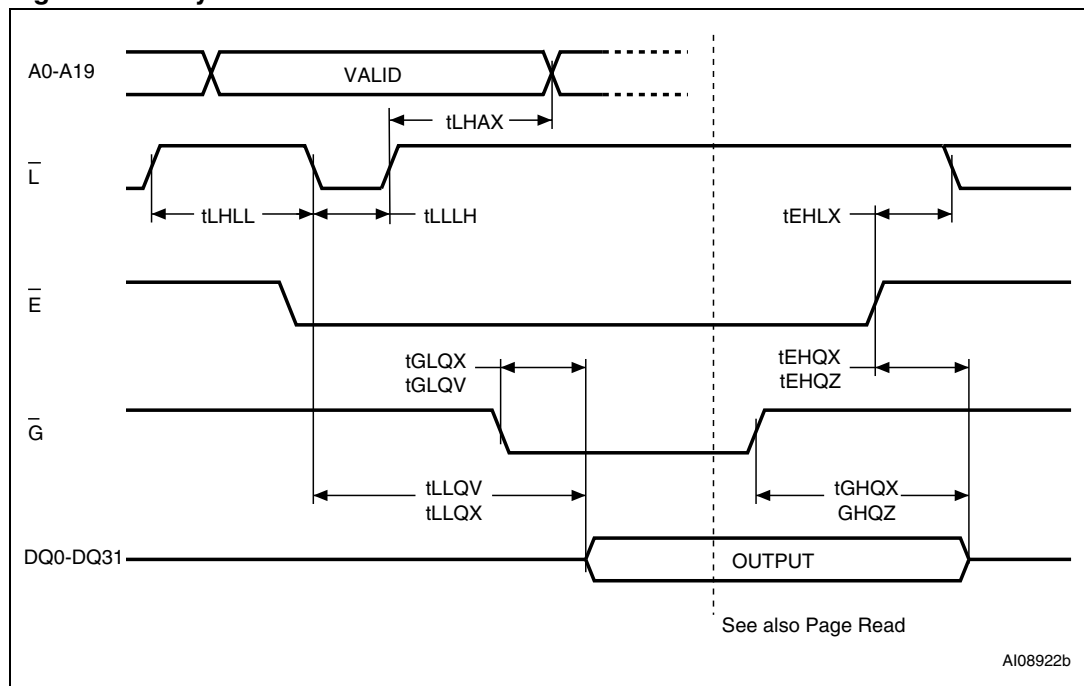 A0-A19
VALID
tLHAX
L
tLHLL
tLLLH
tEHLX
E
tGLQX
tGLQV
tEHQX
tEHQZ
G
tLLQV
tLLQX
tGHQX
GHQZ
DQ0-DQ31
OUTPUT
See also Page Read
AI08922b